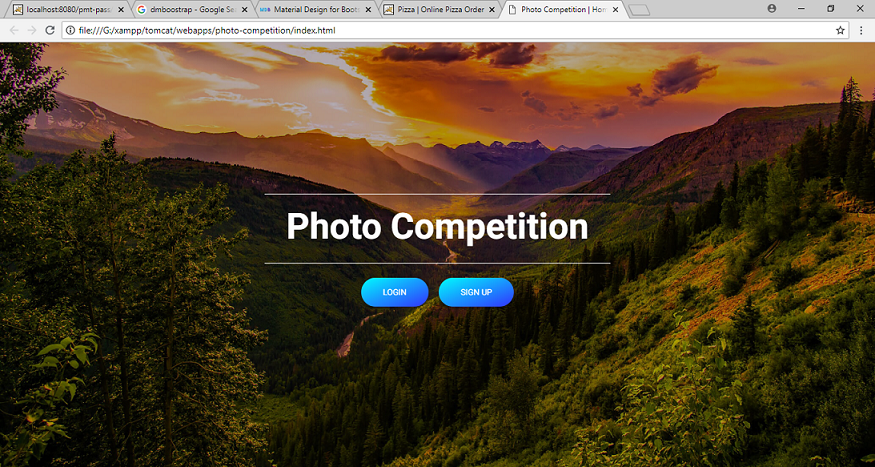 localhost:8080/pmt-pass
dmboostrap - Google Se
Material Design for Boots
Pizza | Online Pizza Order
Photo Competition | Hom
file:///G:/xampp/tomcat/webapps/photo-competition/index.html
Photo Competition
LOGIN
SIGN UP